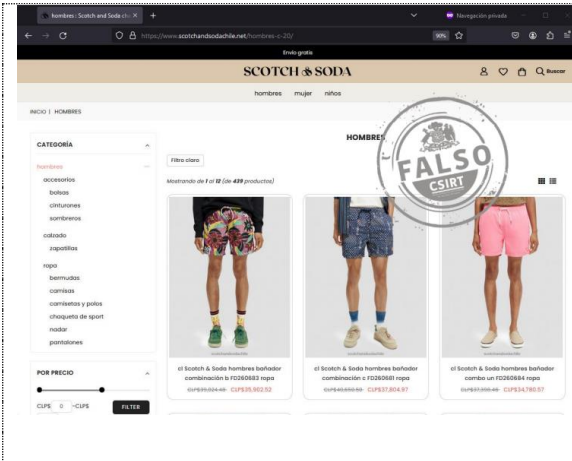 hombres : Scotch and Soda chi
Navegación privada
https://www.scotchandsodachile.net/hombres-c-20/
90%
Envío gratis
SCOTCH & SODA
Buscar
hombres mujer niños
INICIO | HOMBRES
CATEGORÍA
hombres
accesorios
bolsas
cinturones
sombreros
calzado
zapatillas
ropa
bermudas
camisas
camisetas y polos
chaqueta de sport
nadar
pantalones
POR PRECIO
CLP$ 0 -CLP$
FILTER
HOMBRES
FALSO
CSIRT
Filtro claro
Mostrando de 1 al 12 (de 439 productos)
cl Scotch & Soda hombres bañador
combinación b FD260683 ropa
CLP$35,902.52
cl Scotch & Soda hombres bañador
combinación c FD260681 ropa
CLP$37,804.87
cl Scotch & Soda hombres bañador
combo un FD260684 ropa
CLP$34,780.57